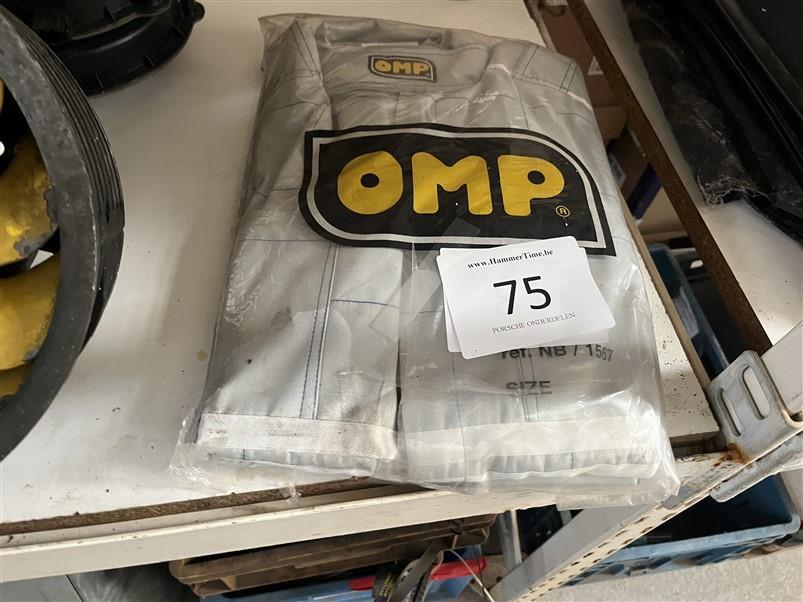 OMP
OMP
®
www.HammerTime.be
75
PORSCHE ONDERDELEN
ref. NB / 1567
SIZE